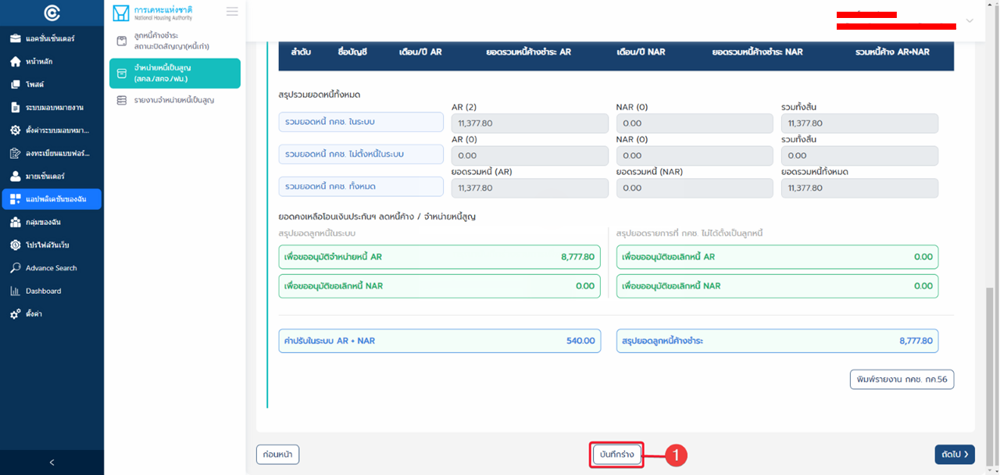 แอคชั่นเซ็นเตอร์
หน้าหลัก
โพสต์
ระบบมอบหมายงาน
ตั้งค่าระบบมอบหมา...
ลงทะเบียนแบบฟอร์...
มายเซ็นเตอร์
แอปพลิเคชันของฉัน
กลุ่มของฉัน
โปรไฟล์วันเว็บ
Advance Search
Dashboard
ตั้งค่า
การเคหะแห่งชาติ
National Housing Authority
ลูกหนี้ค้างชำระ
สถานะปิดสัญญา(หนี้เก่า)
จำหน่ายหนี้เป็นสูญ
(สคล./สคจ./ฟม.)
รายงานจำหน่ายหนี้เป็นสูญ
ลำดับ ชื่อบัญชี เดือน/ปี AR ยอดรวมหนี้ค้างชำระ AR เดือน/ปี NAR ยอดรวมหนี้ค้างชำระ NAR รวมหนี้ค้าง AR+NAR
สรุปรวมยอดหนี้ทั้งหมด
AR (2) NAR (0) รวมทั้งสิ้น
รวมยอดหนี้ กคช. ในระบบ 11,377.80 0.00 11,377.80
AR (0) NAR (0) รวมทั้งสิ้น
รวมยอดหนี้ กคช. ไม่ตั้งหนี้ในระบบ 0.00 0.00 0.00
ยอดรวมหนี้ (AR) ยอดรวมหนี้ (NAR) ยอดรวมหนี้ทั้งหมด
รวมยอดหนี้ กคช. ทั้งหมด 11,377.80 0.00 11,377.80
ยอดคงเหลือโอนเงินประกันฯ ลดหนี้ค้าง / จำหน่ายหนี้สูญ
สรุปยอดลูกหนี้ในระบบ สรุปยอดรายการที่ กคช. ไม่ได้ตั้งเป็นลูกหนี้
เพื่อขออนุมัติจำหน่ายหนี้ AR 8,777.80 เพื่อขออนุมัติขอเลิกหนี้ AR 0.00
เพื่อขออนุมัติขอเลิกหนี้ NAR 0.00 เพื่อขออนุมัติขอเลิกหนี้ NAR 0.00
ค่าปรับในระบบ AR + NAR 540.00 สรุปยอดลูกหนี้ค้างชำระ 8,777.80
พิมพ์รายงาน กคช. กค.56
ก่อนหน้า บันทึกร่าง 1 ถัดไป